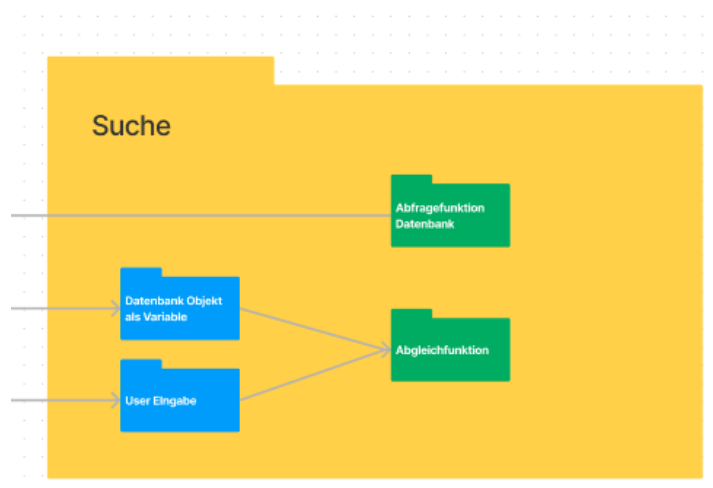 Suche
Abfragefunktion
Datenbank
Datenbank Objekt
als Variable
Abgleichfunktion
User EIngabe